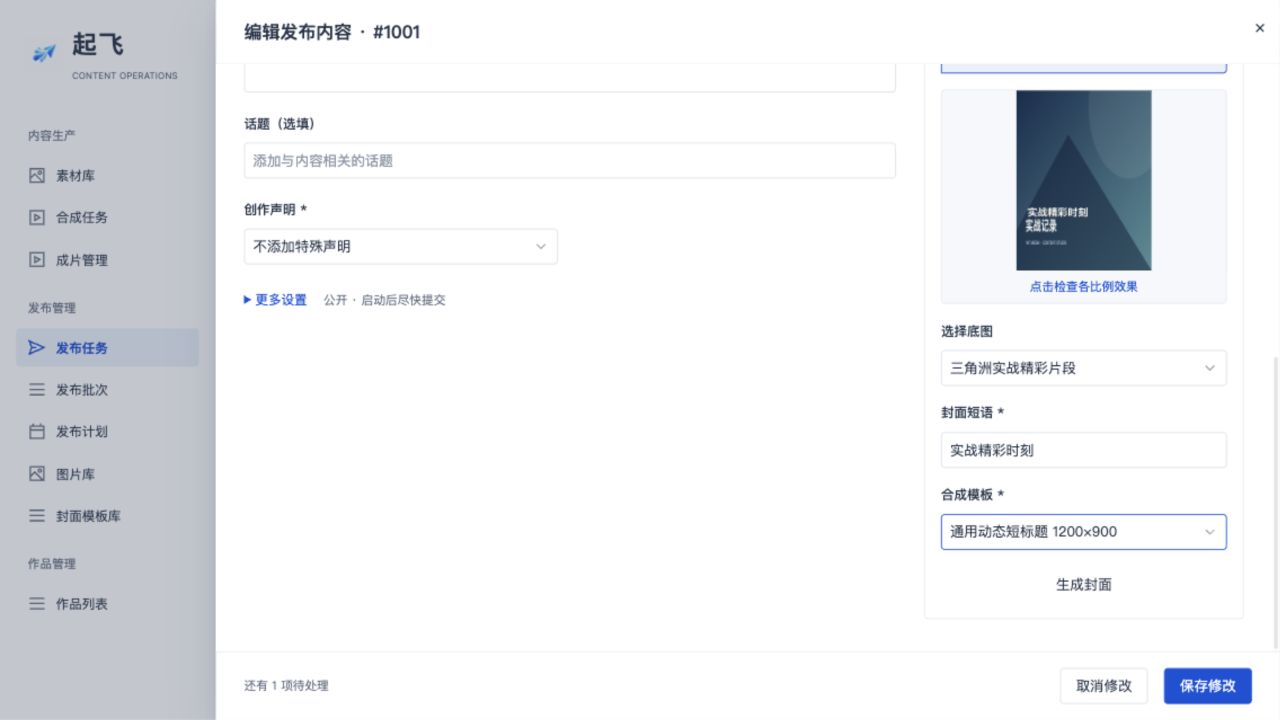 起飞
CONTENT OPERATIONS
内容生产
素材库
合成任务
成片管理
发布管理
发布任务
发布批次
发布计划
图片库
封面模板库
作品管理
作品列表
编辑发布内容 · #1001
×
话题（选填）
添加与内容相关的话题
创作声明 *
不添加特殊声明
更多设置 公开 · 启动后尽快提交
实战精彩时刻
实战记录
点击检查各比例效果
选择底图
三角洲实战精彩片段
封面短语 *
实战精彩时刻
合成模板 *
通用动态短标题 1200×900
生成封面
还有 1 项待处理
取消修改
保存修改